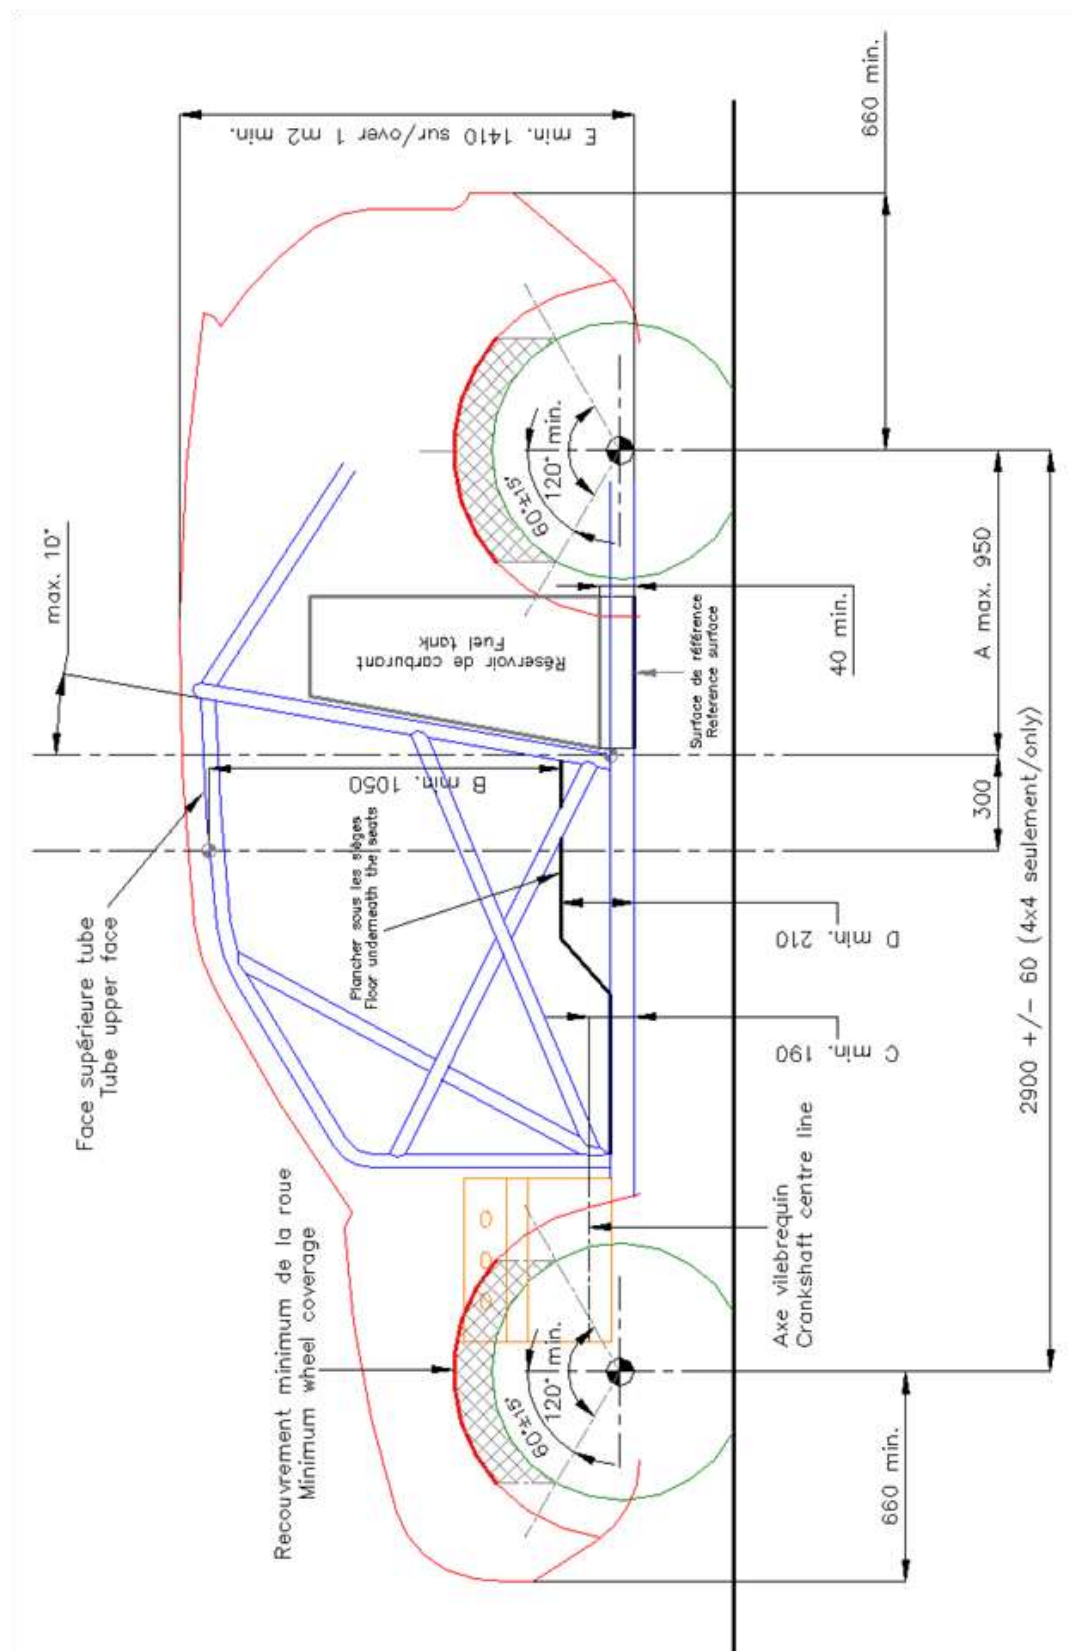 E min. 1410 sur/over 1 m2 min.
660 min.
max. 10°
Face supérieure tube
Tube upper face
Réservoir de carburant
Fuel tank
B min. 1050
Plancher sous les sièges
Floor underneath the seats
60°±15°
120° min.
Surface de référence
Reference surface
40 min.
A max. 950
300
2900 +/- 60 (4x4 seulement/only)
D min. 210
C min. 190
Axe vilebrequin
Crankshaft centre line
Recouvrement minimum de la roue
Minimum wheel coverage
60°±15°
120° min.
660 min.